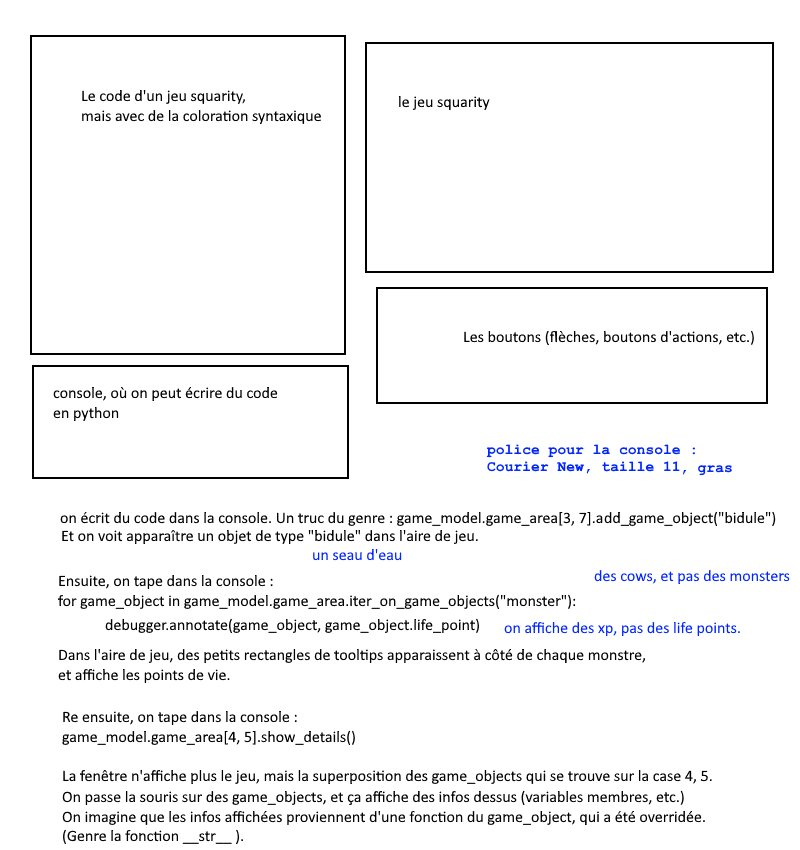 Le code d'un jeu squarity,
mais avec de la coloration syntaxique
le jeu squarity
Les boutons (flèches, boutons d'actions, etc.)
console, où on peut écrire du code
en python
police pour la console :
Courier New, taille 11, gras
on écrit du code dans la console. Un truc du genre : game_model.game_area[3, 7].add_game_object("bidule")
Et on voit apparaître un objet de type "bidule" dans l'aire de jeu.
un seau d'eau
des cows, et pas des monsters
Ensuite, on tape dans la console :
for game_object in game_model.game_area.iter_on_game_objects("monster"):
debugger.annotate(game_object, game_object.life_point)
on affiche des xp, pas des life points.
Dans l'aire de jeu, des petits rectangles de tooltips apparaissent à côté de chaque monstre,
et affiche les points de vie.
Re ensuite, on tape dans la console :
game_model.game_area[4, 5].show_details()
La fenêtre n'affiche plus le jeu, mais la superposition des game_objects qui se trouve sur la case 4, 5.
On passe la souris sur des game_objects, et ça affiche des infos dessus (variables membres, etc.)
On imagine que les infos affichées proviennent d'une fonction du game_object, qui a été overridée.
(Genre la fonction __str__ ).